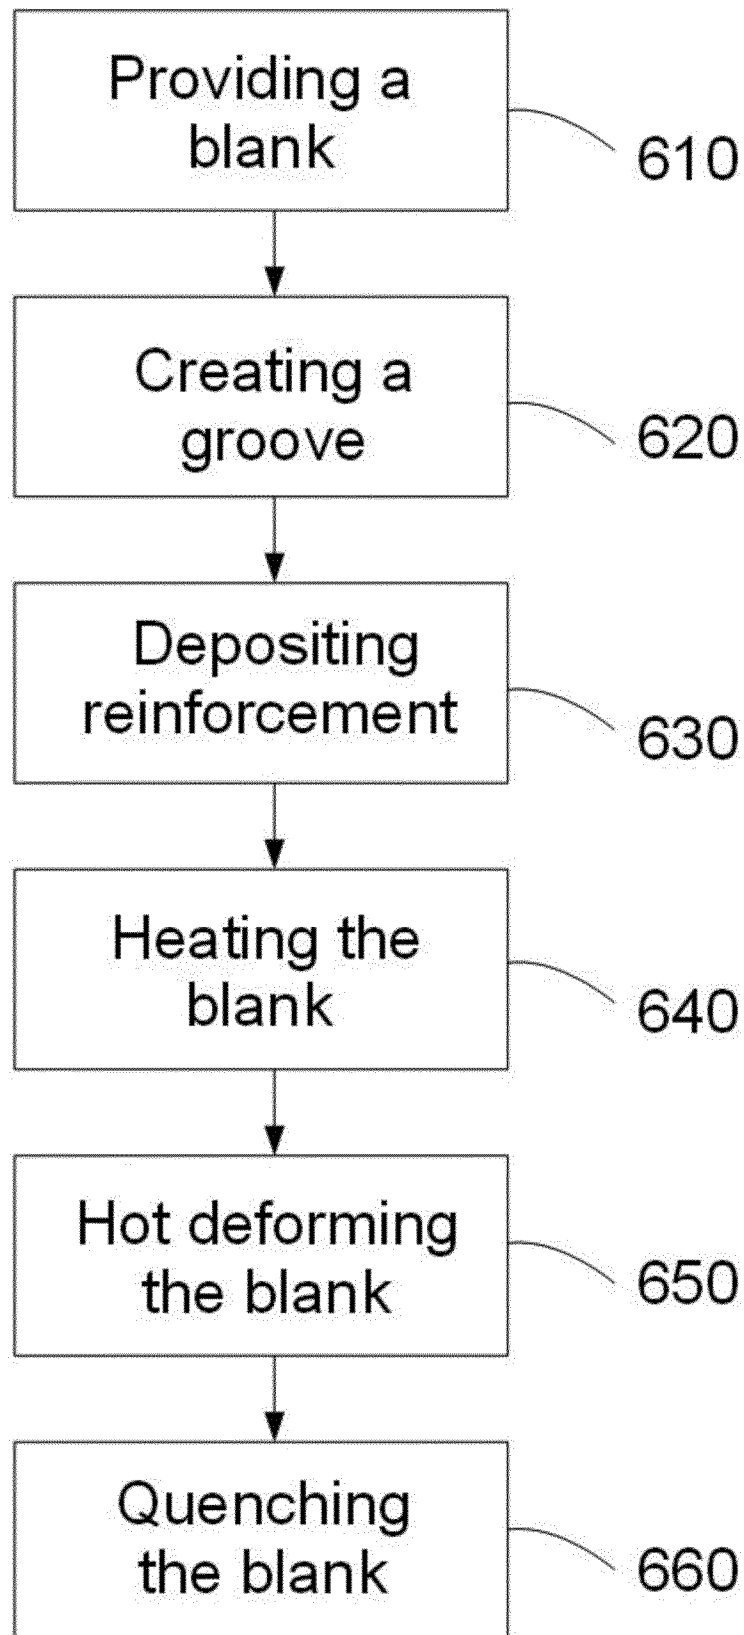 Providing a
blank
610
Creating a
groove
620
Depositing
reinforcement
630
Heating the
blank
640
Hot deforming
the blank
650
Quenching
the blank
660